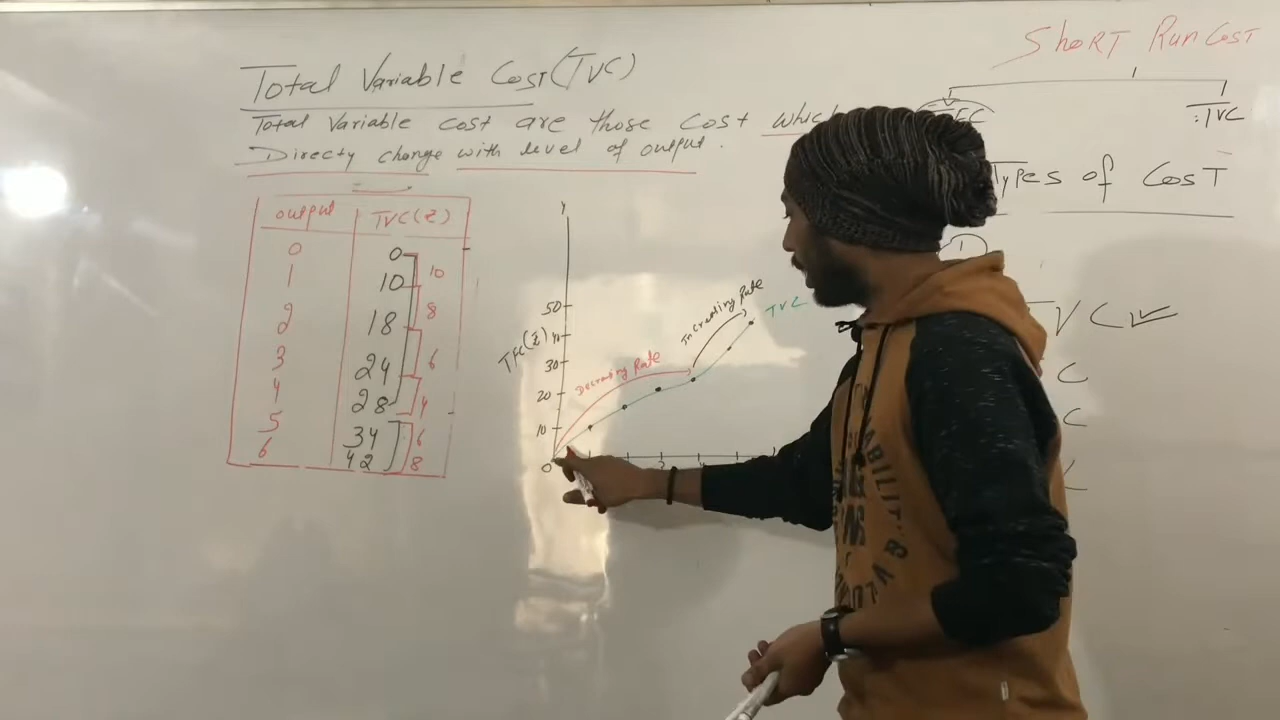 Short Run Cost
TVC
Total Variable Cost (TVC)
Total Variable cost are those cost which
Directy change with level of output.
Types of Cost
1
TVC ✓
C
C
output TVC(₹)
0 0
1 10
2 18
3 24
4 28
5 34
6 42
10
8
6
4
6
8
Y
50
40
30
20
10
0
TFC(₹)
Decreasing Rate
Increasing Rate
TVC